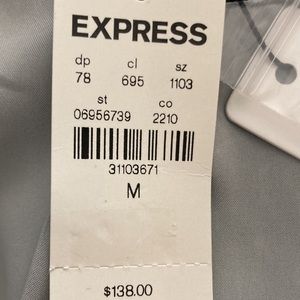 EXPRESS
dp cl sz
78 695 1103
st co
06956739 2210
31103671
M
$138.00